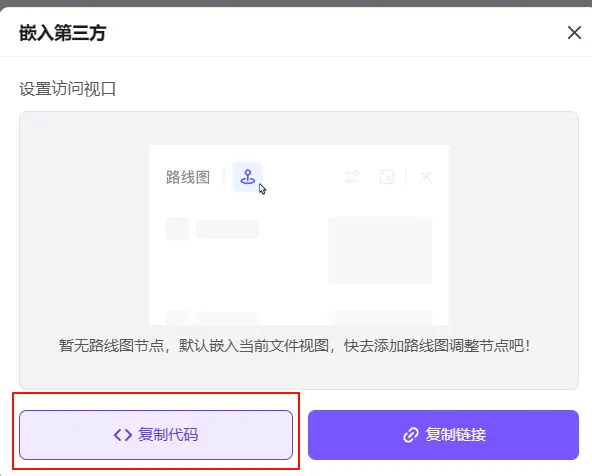 嵌入第三方
设置访问视口
路线图
暂无路线图节点，默认嵌入当前文件视图，快去添加路线图调整节点吧！
复制代码
复制链接